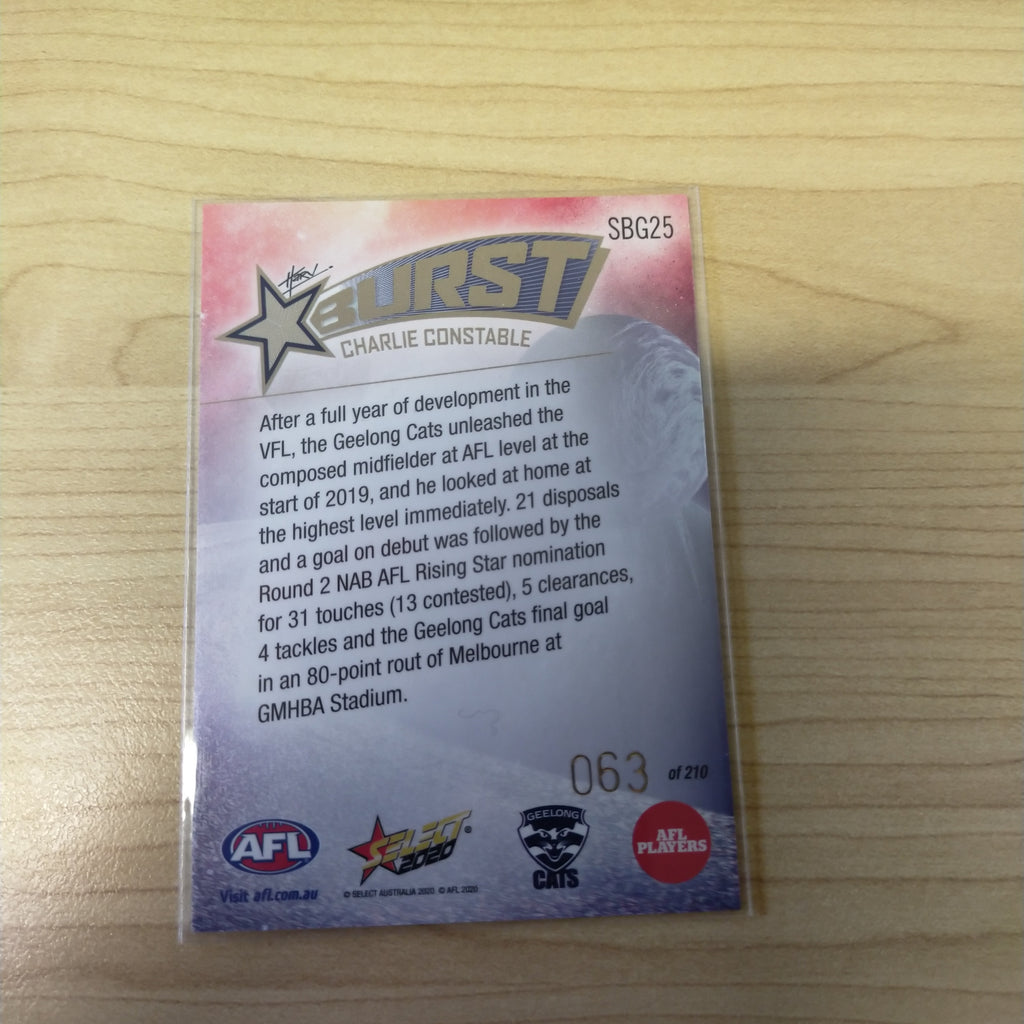 SBG25
HARV
BURST
CHARLIE CONSTABLE
After a full year of development in the
VFL, the Geelong Cats unleashed the
composed midfielder at AFL level at the
start of 2019, and he looked at home at
the highest level immediately. 21 disposals
and a goal on debut was followed by the
Round 2 NAB AFL Rising Star nomination
for 31 touches (13 contested), 5 clearances,
4 tackles and the Geelong Cats final goal
in an 80-point rout of Melbourne at
GMHBA Stadium.
063 of 210
AFL
Visit afl.com.au
SELECT®
2020
© SELECT AUSTRALIA 2020 © AFL 2020
GEELONG
CATS
AFL
PLAYERS